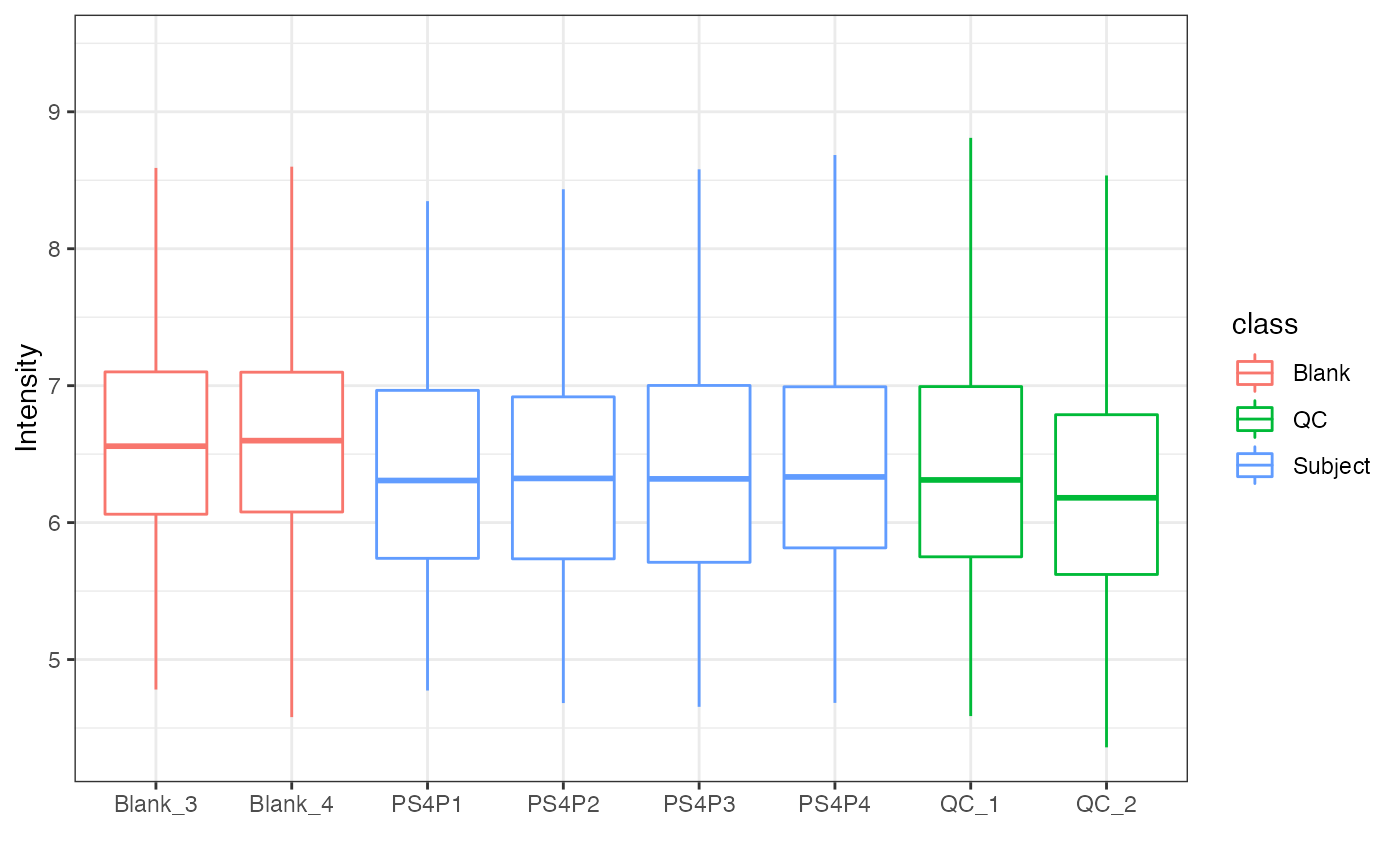 Intensity
9
8
7
6
5
Blank_3 Blank_4 PS4P1 PS4P2 PS4P3 PS4P4 QC_1 QC_2
class
Blank
QC
Subject